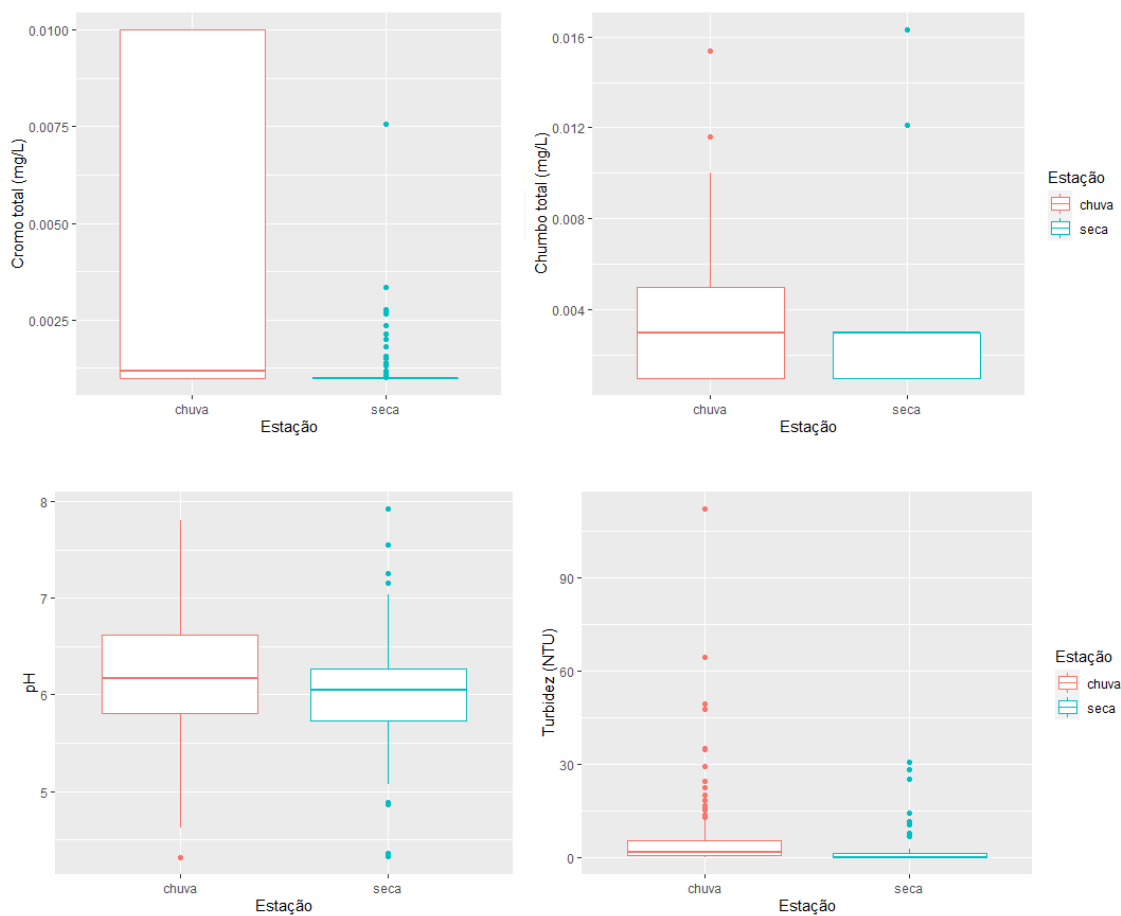 Cromo total (mg/L)
0.0100
0.0075
0.0050
0.0025
chuva
seca
Estação
Chumbo total (mg/L)
0.016
0.012
0.008
0.004
chuva
seca
Estação
Estação
chuva
seca
pH
8
7
6
5
chuva
seca
Estação
Turbidez (NTU)
90
60
30
0
chuva
seca
Estação
Estação
chuva
seca